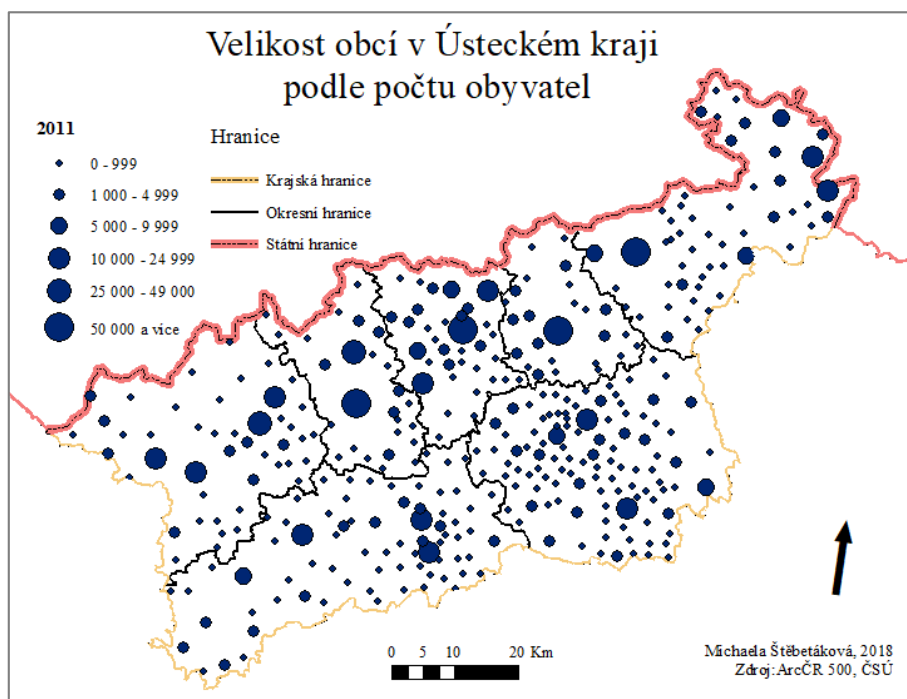 Velikost obcí v Ústeckém kraji
podle počtu obyvatel
2011
0 - 999
1 000 - 4 999
5 000 - 9 999
10 000 - 24 999
25 000 - 49 000
50 000 a více
Hranice
Krajská hranice
Okresní hranice
Státní hranice
0 5 10 20 Km
Michaela Štěbetáková, 2018
Zdroj:ArcČR 500, ČSÚ